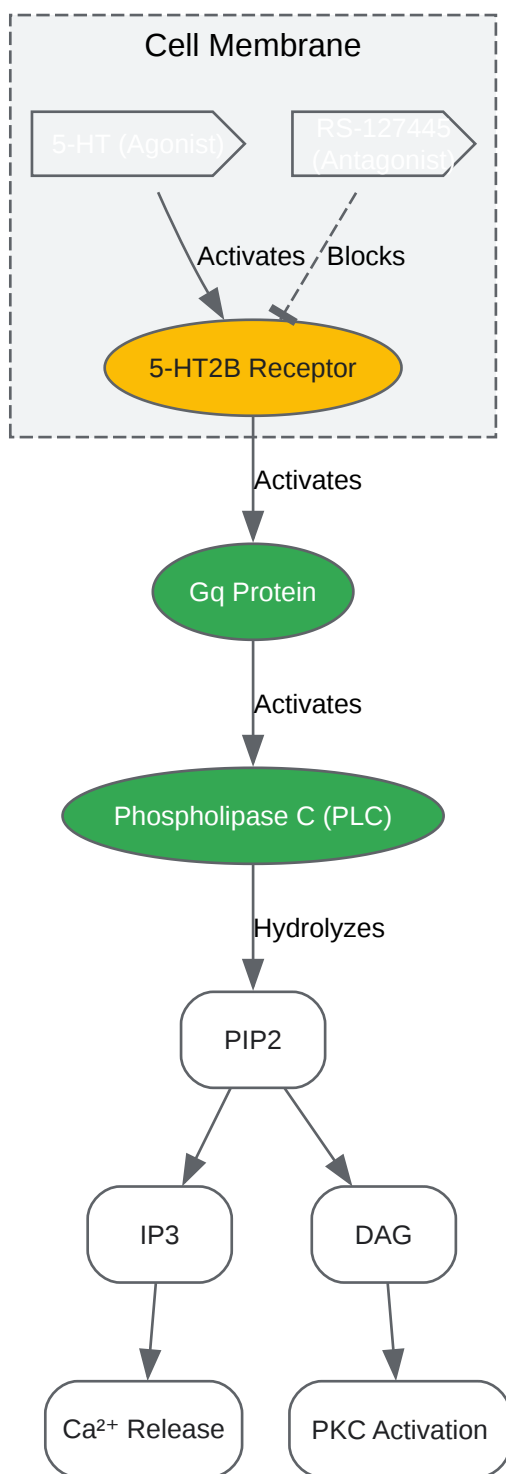 Cell Membrane
5-HT (Agonist)
RS-127445
(Antagonist)
Activates
Blocks
5-HT2B Receptor
Activates
Gq Protein
Activates
Phospholipase C (PLC)
Hydrolyzes
PIP2
IP3
DAG
Ca²⁺ Release
PKC Activation